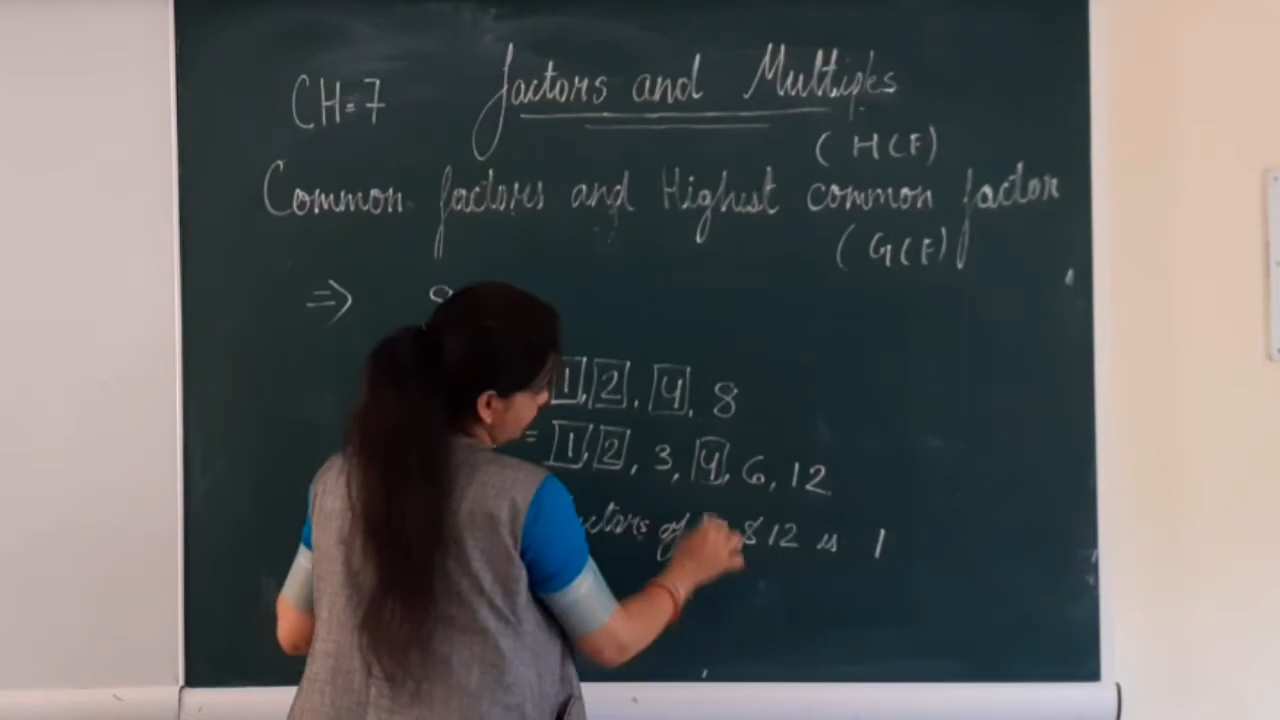 CH=7 Factors and Multiples
(HCF)
Common factors and Highest common factor
(GCF)
⇒ 8
1, 2, 4, 8
= 1, 2, 3, 4, 6, 12
of 8 12 is 1